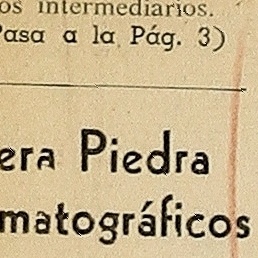 os intermediarios.
Pasa a la Pág. 3)
era Piedra
matográficos